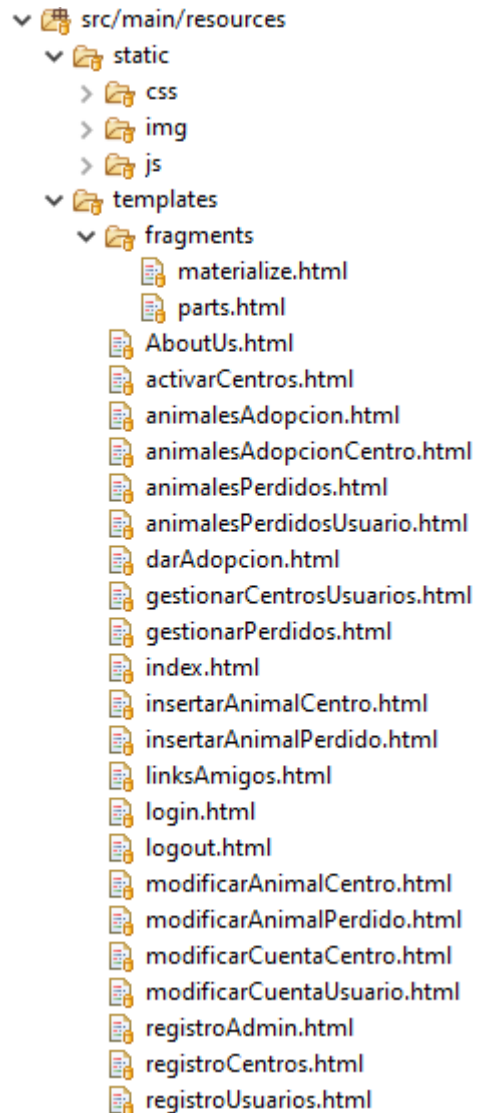 src/main/resources
static
css
img
js
templates
fragments
materialize.html
parts.html
AboutUs.html
activarCentros.html
animalesAdopcion.html
animalesAdopcionCentro.html
animalesPerdidos.html
animalesPerdidosUsuario.html
darAdopcion.html
gestionarCentrosUsuarios.html
gestionarPerdidos.html
index.html
insertarAnimalCentro.html
insertarAnimalPerdido.html
linksAmigos.html
login.html
logout.html
modificarAnimalCentro.html
modificarAnimalPerdido.html
modificarCuentaCentro.html
modificarCuentaUsuario.html
registroAdmin.html
registroCentros.html
registroUsuarios.html